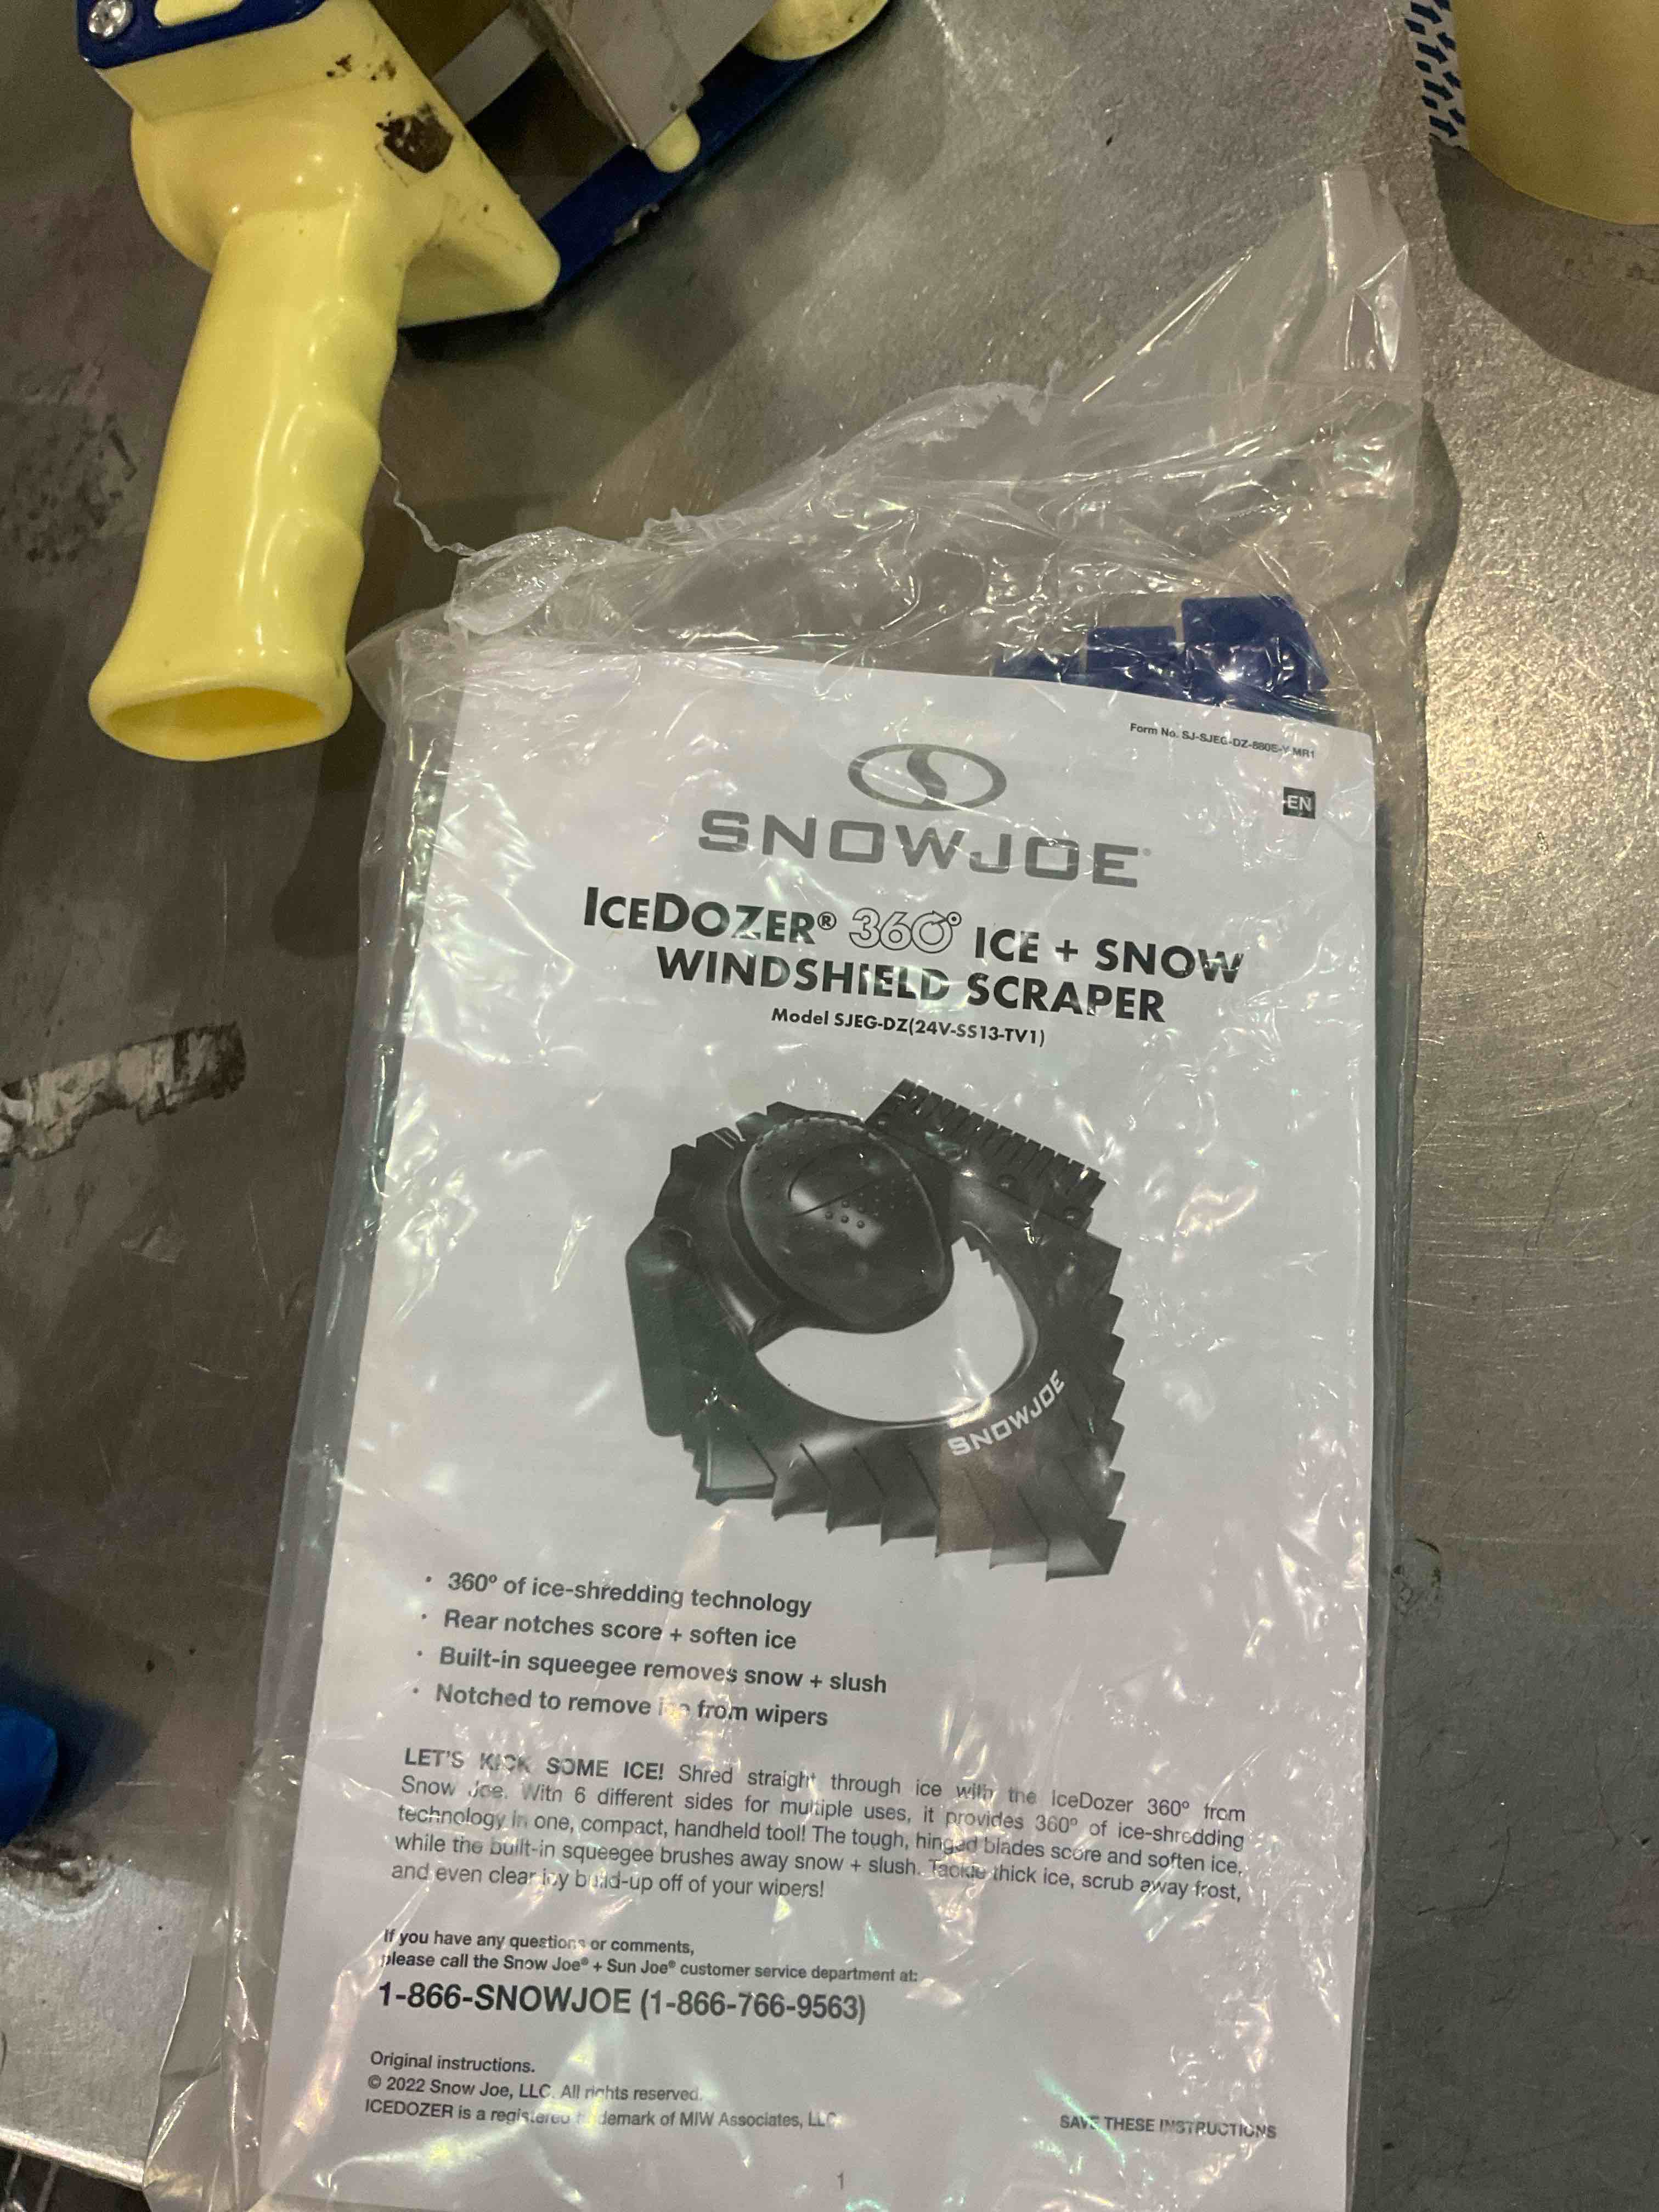 Form No. SJ-SJEG-DZ-880E-Y-MR1
EN
SNOWJOE®
ICEDOZER® 360° ICE + SNOW
WINDSHIELD SCRAPER
Model SJEG-DZ(24V-SS13-TV1)
SNOWJOE
· 360° of ice-shredding technology
· Rear notches score + soften ice
· Built-in squeegee removes snow + slush
· Notched to remove ice from wipers
LET'S KICK SOME ICE! Shred straight through ice with the IceDozer 360° from
Snow Joe. With 6 different sides for multiple uses, it provides 360° of ice-shredding
technology in one, compact, handheld tool! The tough, hinged blades score and soften ice,
while the built-in squeegee brushes away snow + slush. Tackle thick ice, scrub away frost,
and even clear icy build-up off of your wipers!
If you have any questions or comments,
please call the Snow Joe® + Sun Joe® customer service department at:
1-866-SNOWJOE (1-866-766-9563)
Original instructions.
© 2022 Snow Joe, LLC. All rights reserved.
ICEDOZER is a registered trademark of MIW Associates, LLC.
SAVE THESE INSTRUCTIONS
1